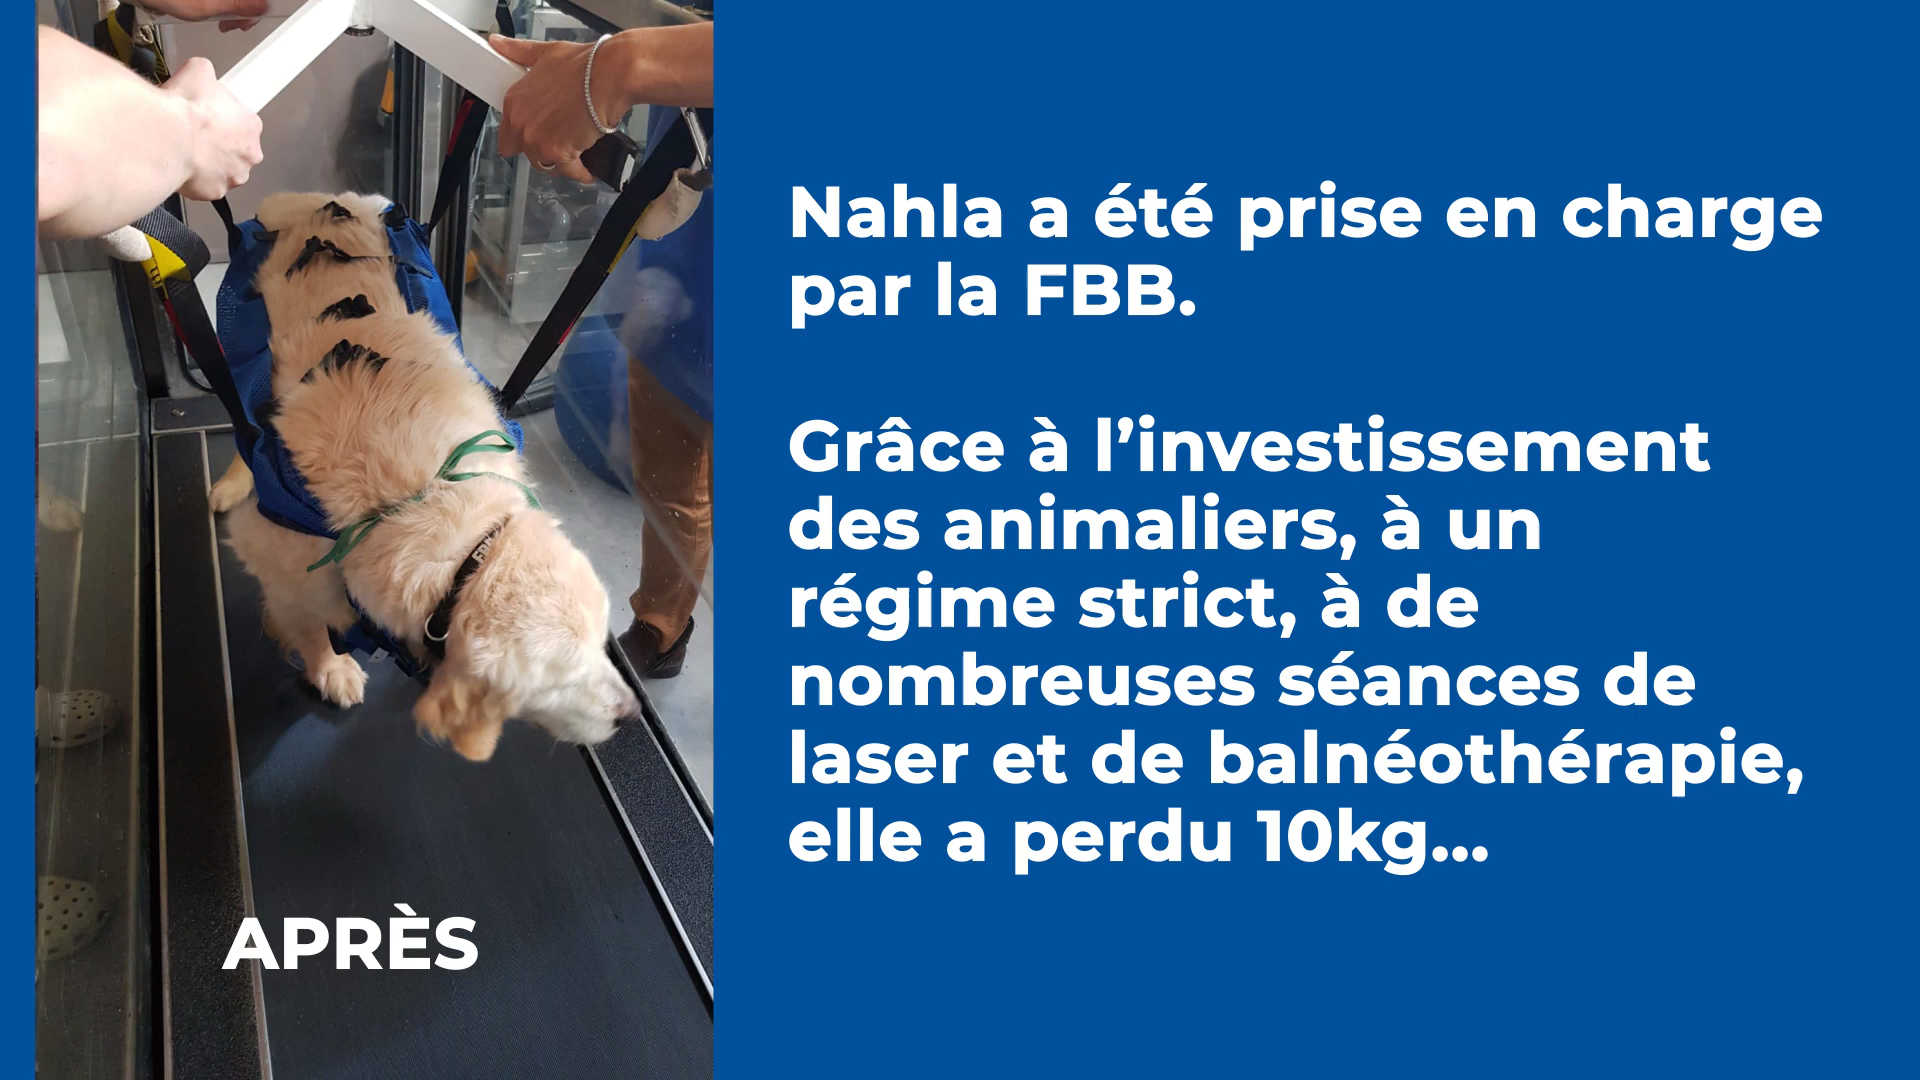 Nahla a été prise en charge
par la FBB.
Grâce à l’investissement
des animaliers, à un
régime strict, à de
nombreuses séances de
laser et de balnéothérapie,
elle a perdu 10kg...
APRÈS
FBB